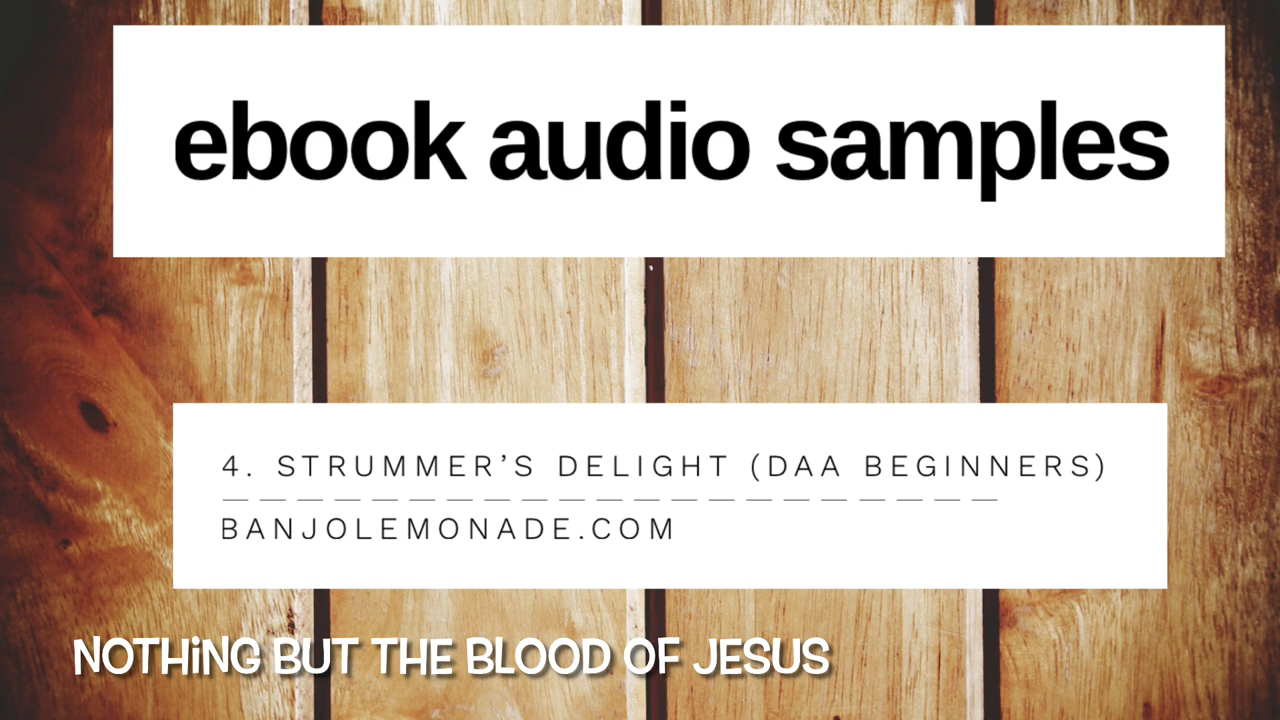 ebook audio samples
4. STRUMMER’S DELIGHT (DAA BEGINNERS)
BANJOLEMONADE.COM
NOTHiNG BUT THE BLOOD OF JESUS